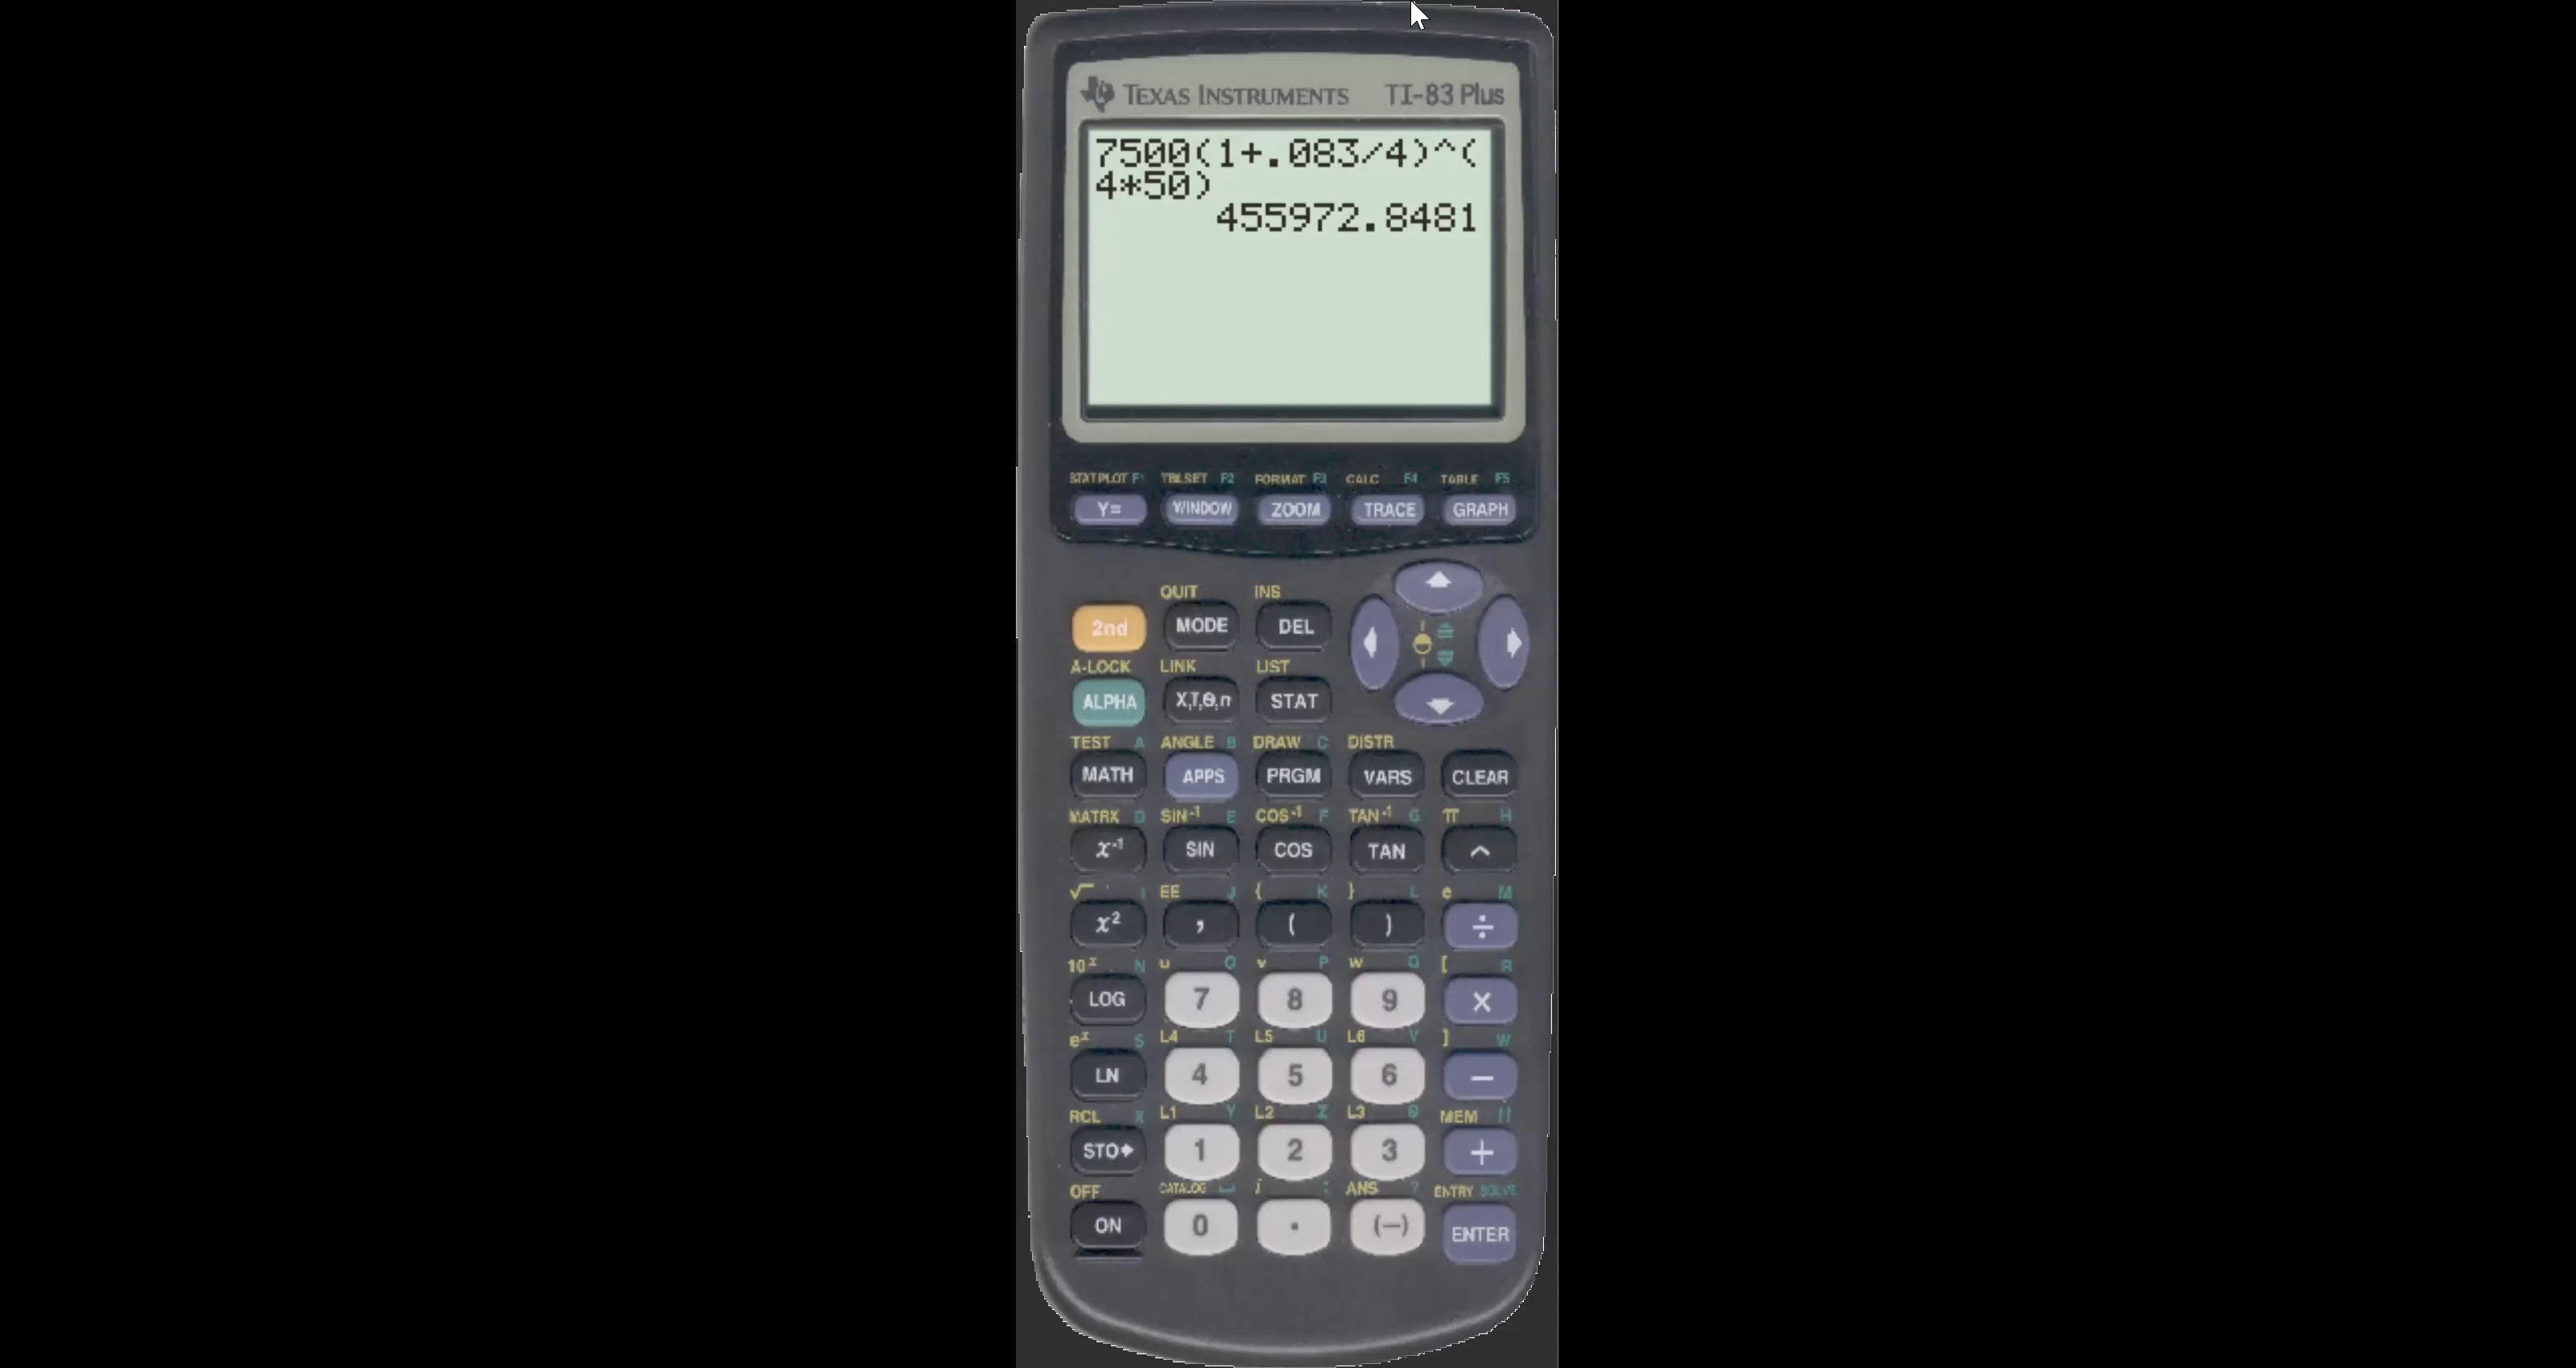 TEXAS INSTRUMENTS TI-83 Plus
7500(1+.083/4)^(
4*50)
455972.8481
STAT PLOT F1 TBLSET F2 FORMAT F3 CALC F4 TABLE F5
Y= WINDOW ZOOM TRACE GRAPH
QUIT INS
2nd MODE DEL
A-LOCK LINK LIST
ALPHA X,T,θ,n STAT
TEST A ANGLE B DRAW C DISTR
MATH APPS PRGM VARS CLEAR
MATRX D SIN⁻¹ E COS⁻¹ F TAN⁻¹ G π H
x⁻¹ SIN COS TAN ^
√ I EE J { K } L e M
x² , ( ) ÷
10ˣ N u O v P w Q [ R
LOG 7 8 9 ×
eˣ S L4 T L5 U L6 V ] W
LN 4 5 6 −
RCL X L1 Y L2 Z L3 θ MEM "
STO➧ 1 2 3 +
OFF CATALOG ⎵ i : ANS ? ENTRY SOLVE
ON 0 . (−) ENTER